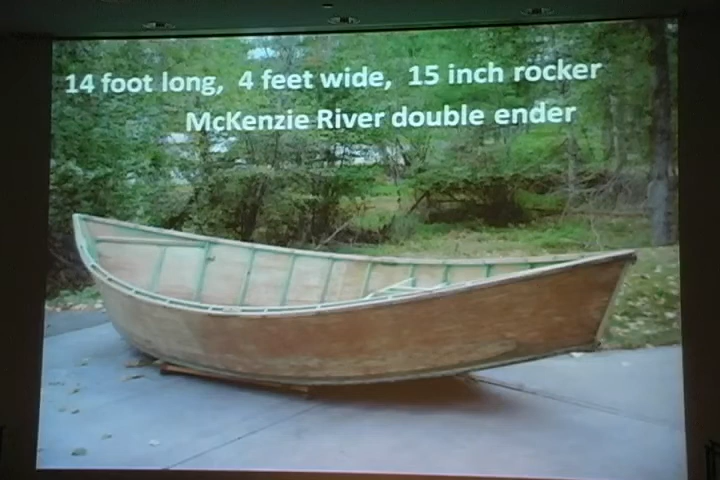 14 foot long, 4 feet wide, 15 inch rocker
McKenzie River double ender